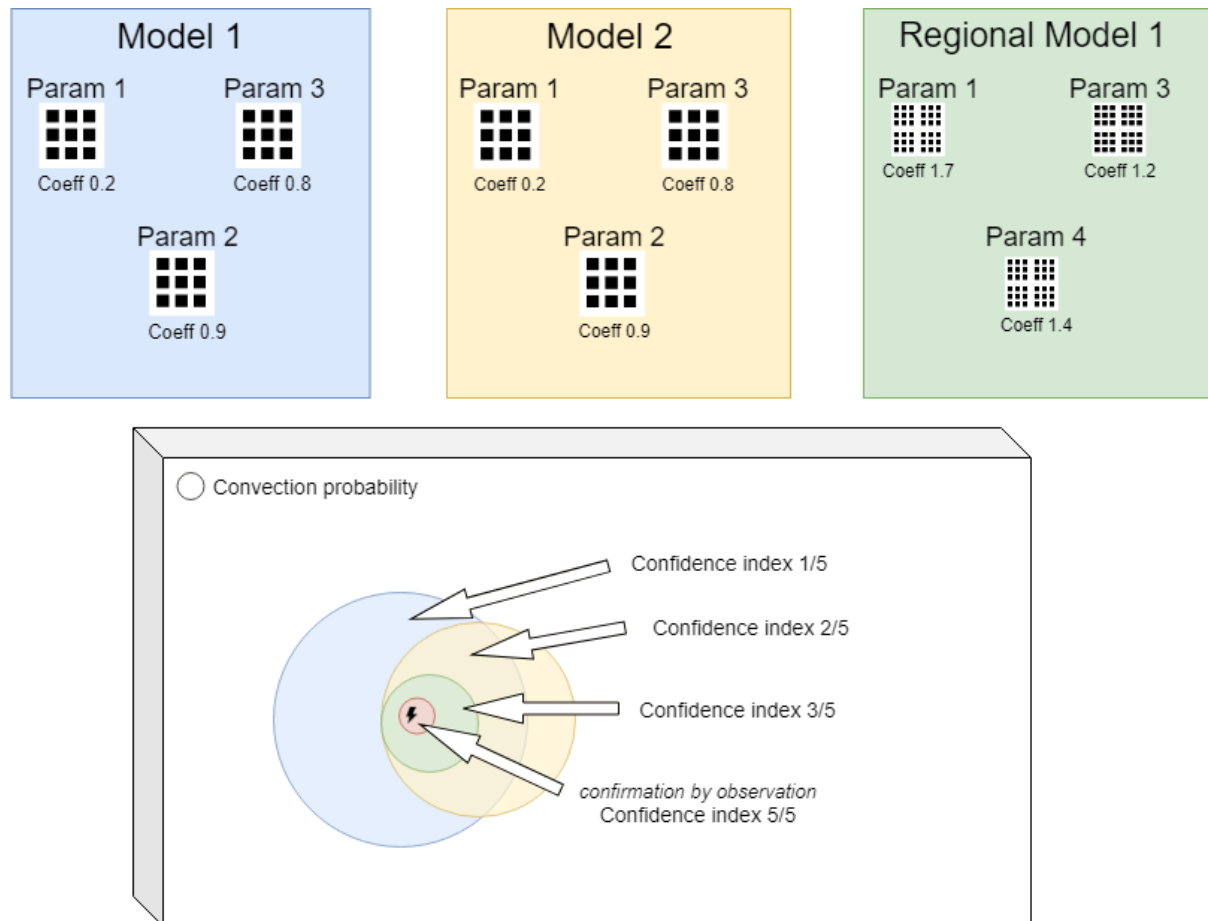 Model 1
Param 1
Param 3
Coeff 0.2
Coeff 0.8
Param 2
Coeff 0.9
Model 2
Param 1
Param 3
Coeff 0.2
Coeff 0.8
Param 2
Coeff 0.9
Regional Model 1
Param 1
Param 3
Coeff 1.7
Coeff 1.2
Param 4
Coeff 1.4
Convection probability
Confidence index 1/5
Confidence index 2/5
Confidence index 3/5
confirmation by observation
Confidence index 5/5